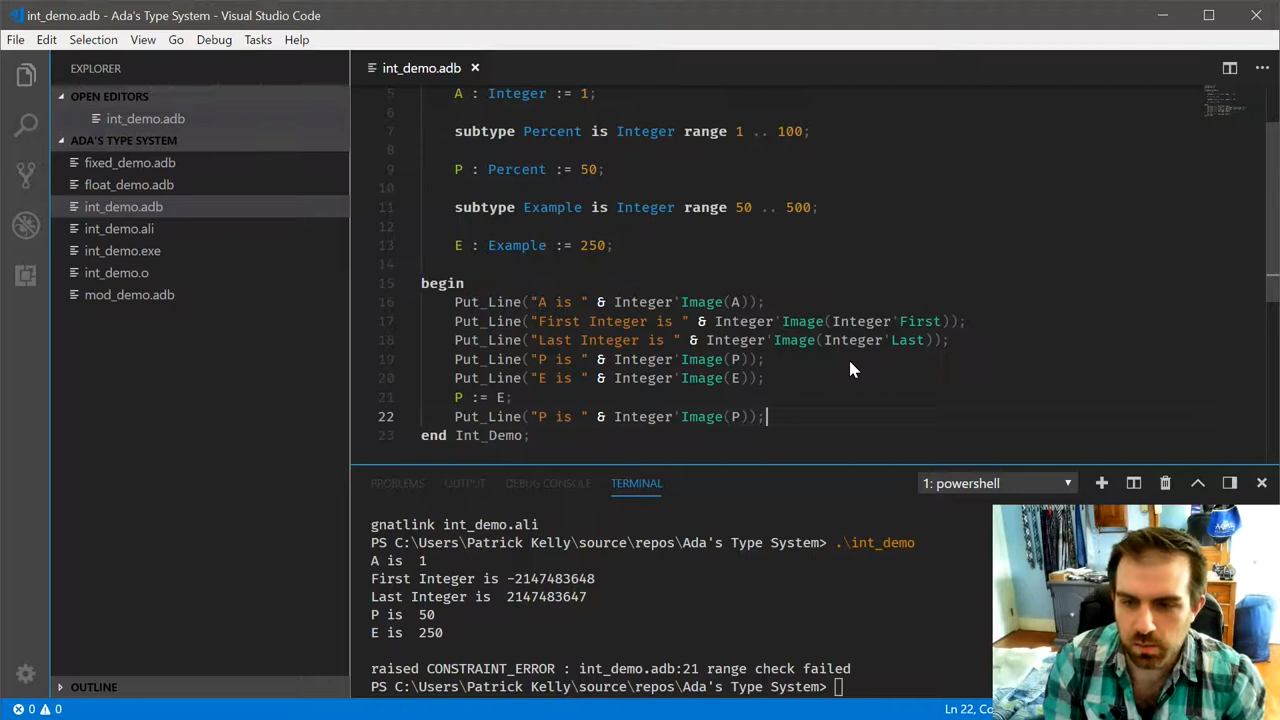 int_demo.adb - Ada's Type System - Visual Studio Code
File Edit Selection View Go Debug Tasks Help
EXPLORER
OPEN EDITORS
int_demo.adb
ADA'S TYPE SYSTEM
fixed_demo.adb
float_demo.adb
int_demo.adb
int_demo.ali
int_demo.exe
int_demo.o
mod_demo.adb
OUTLINE
int_demo.adb
5 A : Integer := 1;
6
7 subtype Percent is Integer range 1 .. 100;
8
9 P : Percent := 50;
10
11 subtype Example is Integer range 50 .. 500;
12
13 E : Example := 250;
14
15 begin
16 Put_Line("A is " & Integer'Image(A));
17 Put_Line("First Integer is " & Integer'Image(Integer'First));
18 Put_Line("Last Integer is " & Integer'Image(Integer'Last));
19 Put_Line("P is " & Integer'Image(P));
20 Put_Line("E is " & Integer'Image(E));
21 P := E;
22 Put_Line("P is " & Integer'Image(P));
23 end Int_Demo;
PROBLEMS OUTPUT DEBUG CONSOLE TERMINAL 1: powershell
gnatlink int_demo.ali
PS C:\Users\Patrick Kelly\source\repos\Ada's Type System> .\int_demo
A is  1
First Integer is -2147483648
Last Integer is  2147483647
P is  50
E is  250
raised CONSTRAINT_ERROR : int_demo.adb:21 range check failed
PS C:\Users\Patrick Kelly\source\repos\Ada's Type System>
0 0 Ln 22,